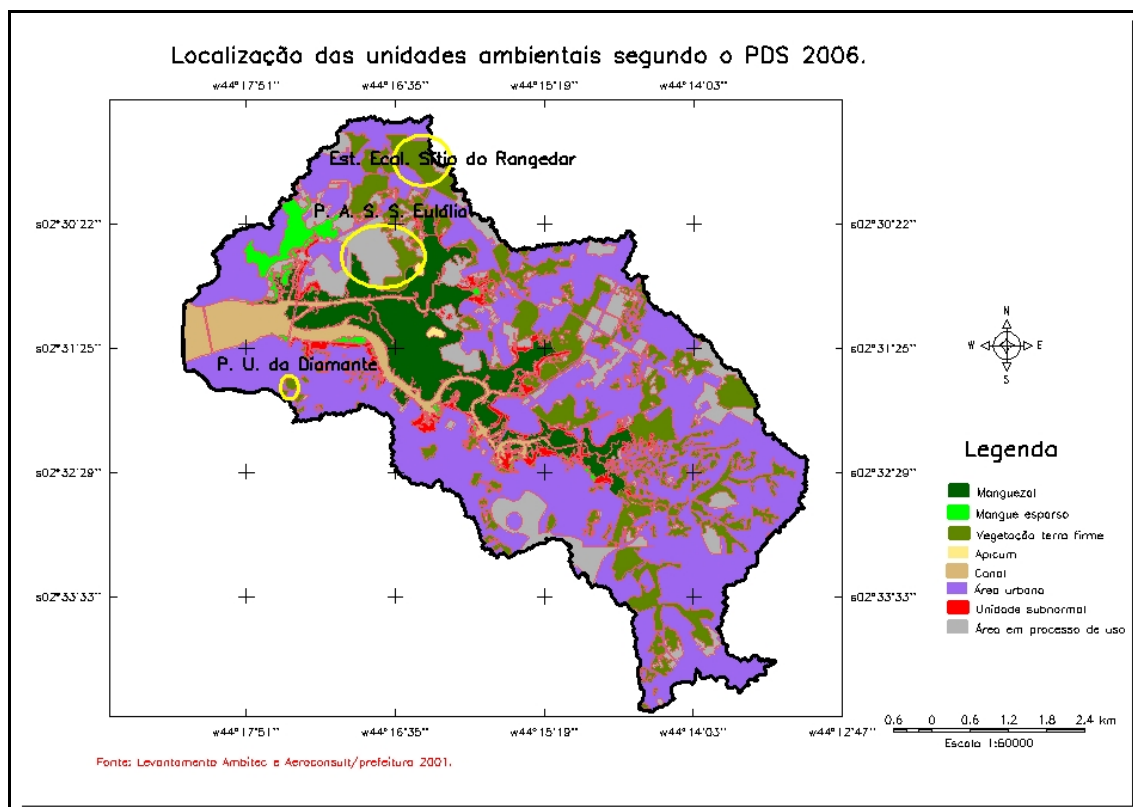 Localização das unidades ambientais segundo o PDS 2006.
w44°17'51'' w44°16'35'' w44°15'19'' w44°14'03''
Est. Ecol. Sítio do Rangedor
P. A. S. S. Eulália
s02°30'22'' s02°30'22''
N
s02°31'25'' W E s02°31'25''
S
P. U. da Diamante
s02°32'29'' s02°32'29''
Legenda
Manguezal
Mangue esparso
Vegetação terra firme
Apicum
Canal
Área urbana
s02°33'33'' s02°33'33''
Unidade subnormal
Área em processo de uso
0.6 0 0.6 1.2 1.8 2.4 km
w44°17'51'' w44°16'35'' w44°15'19'' w44°14'03'' w44°12'47''
Escala 1:60000
Fonte: Levantamento Ambitec e Aeroconsult/prefeitura 2001.